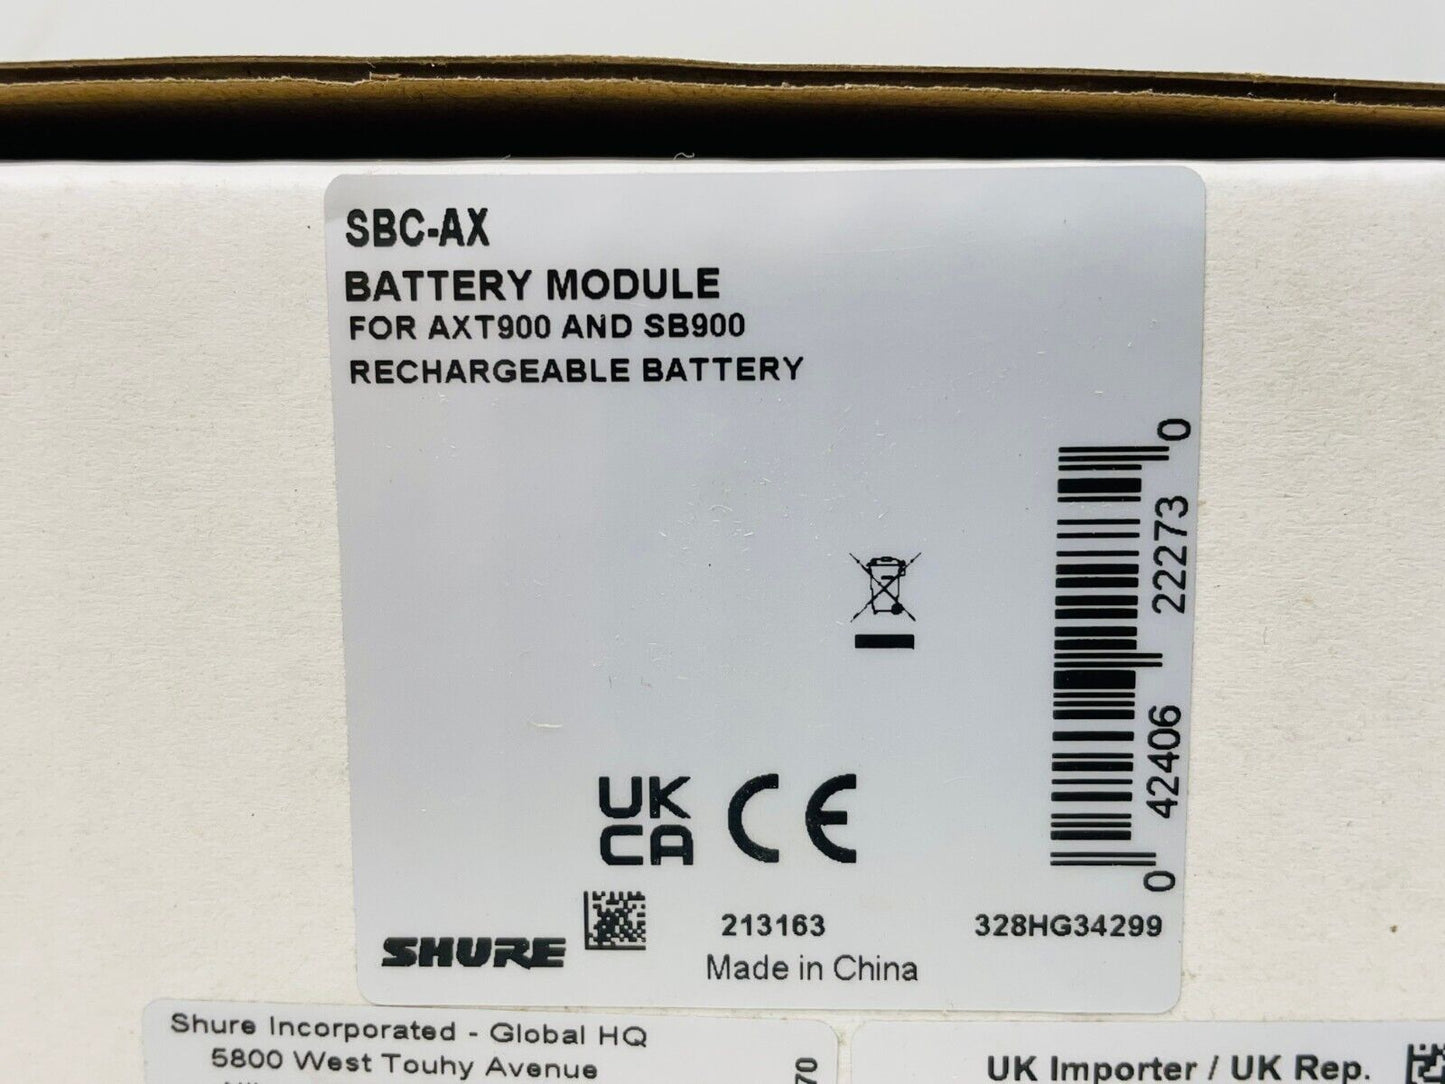 SBC-AX
BATTERY MODULE
FOR AXT900 AND SB900
RECHARGEABLE BATTERY
0 42406 22273 0
UK
CA
CE
SHURE
213163
328HG34299
Made in China
Shure Incorporated - Global HQ
5800 West Touhy Avenue
70
UK Importer / UK Rep.